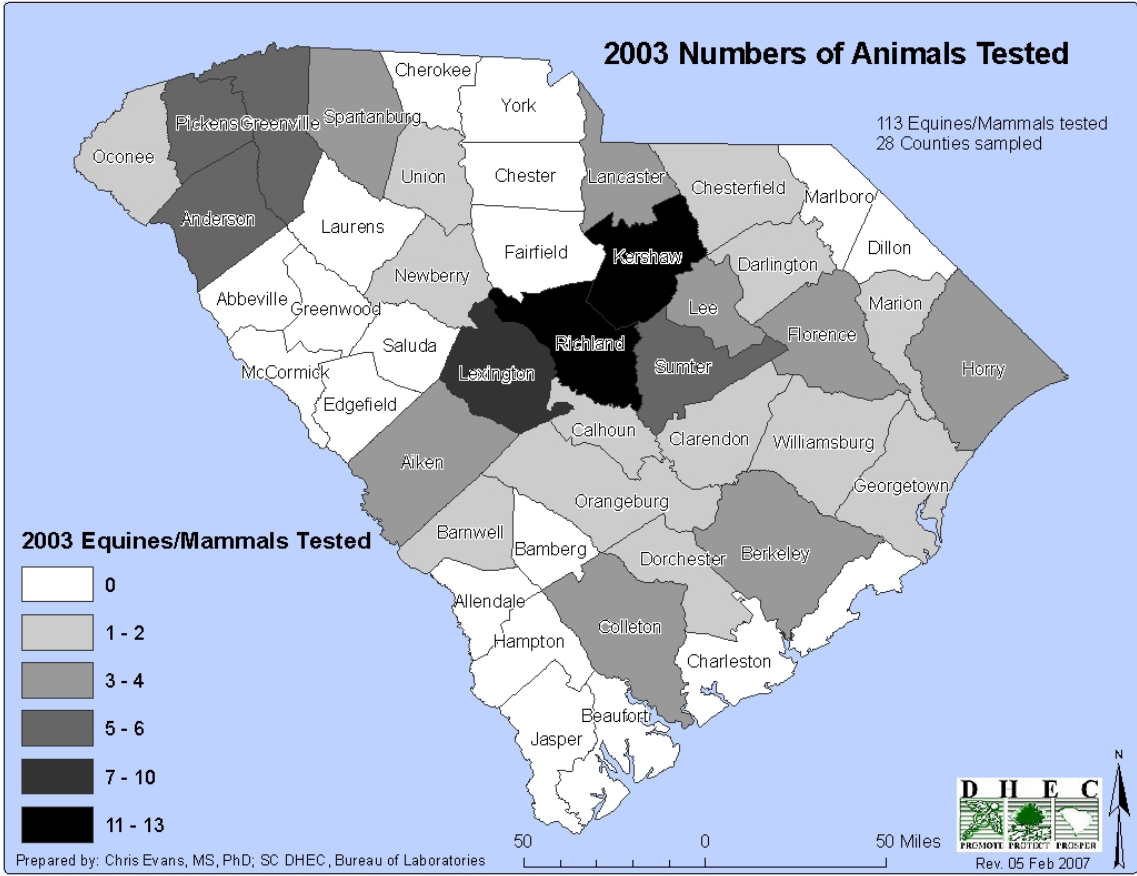 2003 Numbers of Animals Tested
113 Equines/Mammals tested
28 Counties sampled
Cherokee
York
Spartanburg
Pickens
Greenville
Oconee
Union
Chester
Lancaster
Chesterfield
Marlboro
Anderson
Laurens
Fairfield
Kershaw
Dillon
Darlington
Newberry
Abbeville
Greenwood
Lee
Marion
Florence
Saluda
Richland
Sumter
Horry
McCormick
Lexington
Edgefield
Calhoun
Clarendon
Williamsburg
Aiken
Georgetown
Orangeburg
Barnwell
Bamberg
Dorchester
Berkeley
Allendale
Hampton
Colleton
Charleston
Beaufort
Jasper
2003 Equines/Mammals Tested
0
1 - 2
3 - 4
5 - 6
7 - 10
11 - 13
Prepared by: Chris Evans, MS, PhD; SC DHEC, Bureau of Laboratories
50 0 50 Miles
N
D H E C
PROMOTE PROTECT PROSPER
Rev. 05 Feb 2007